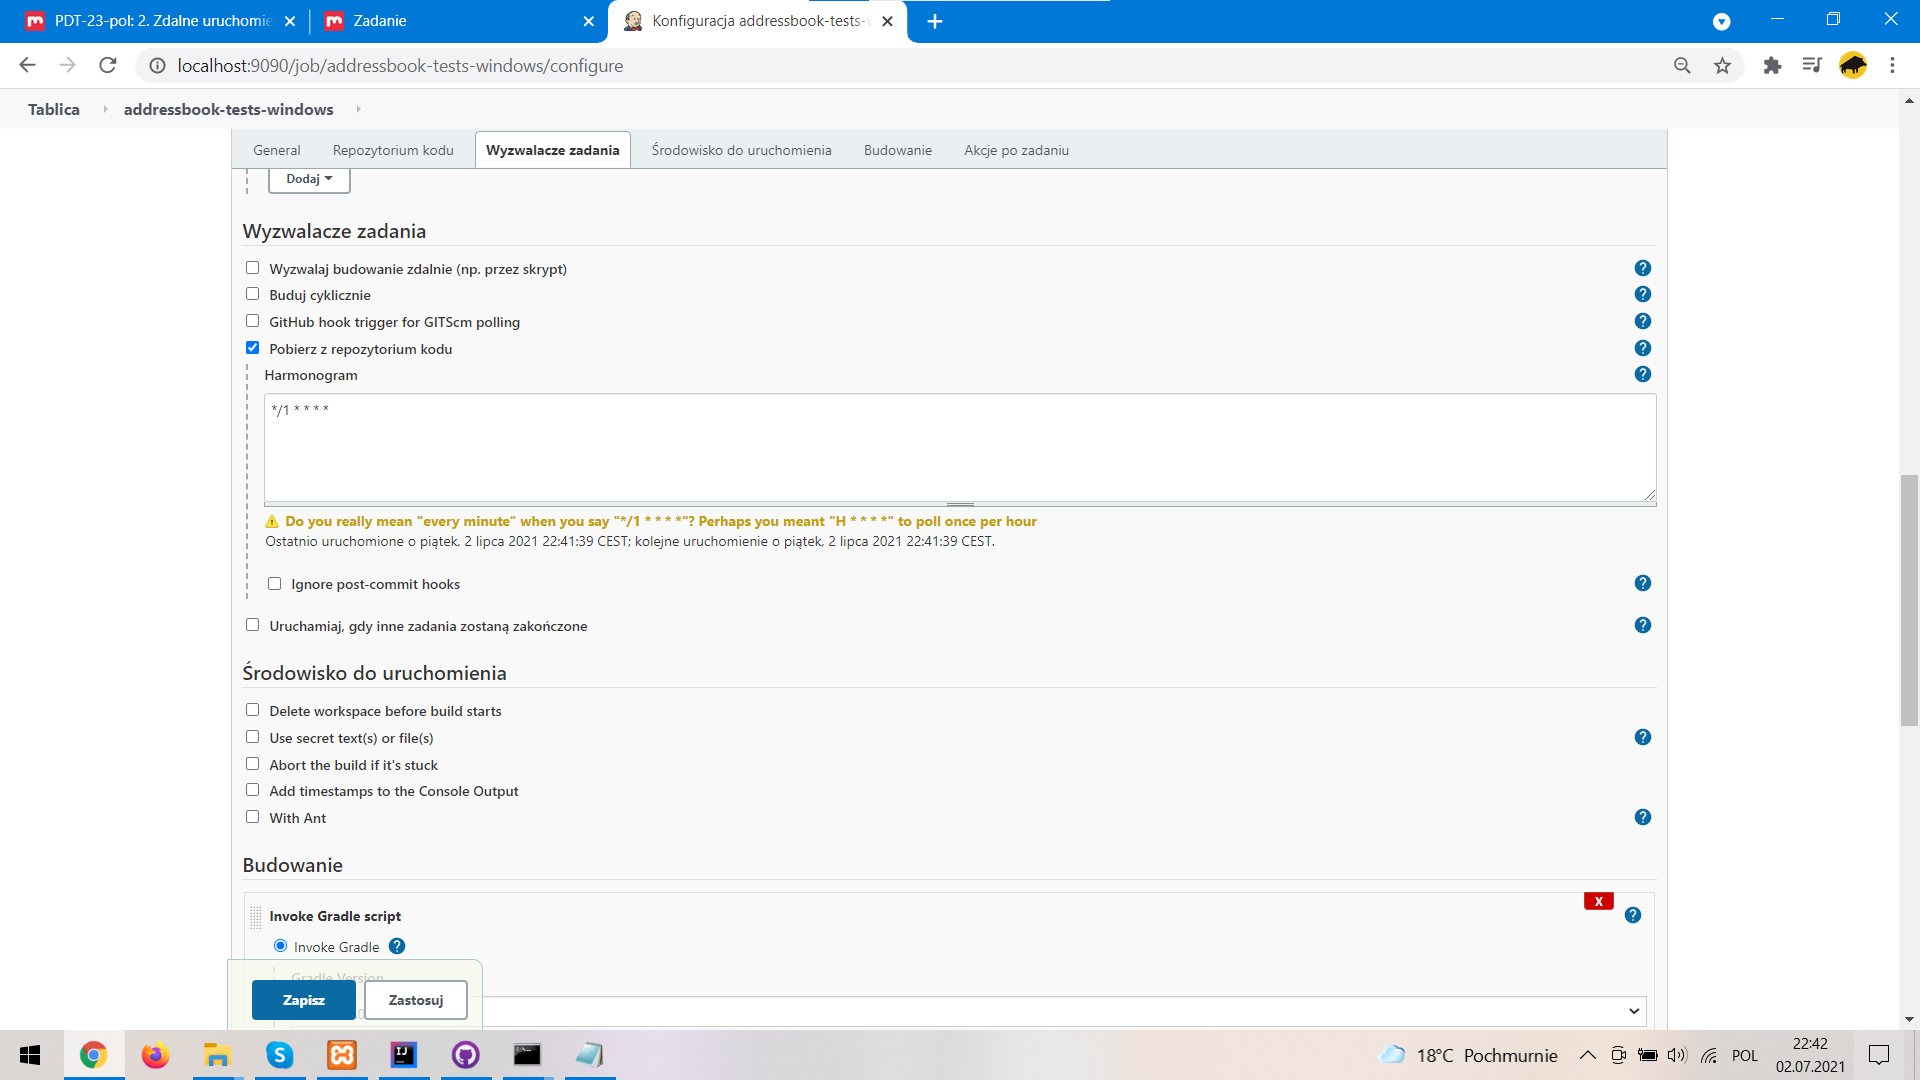 PDT-23-pol: 2. Zdalne uruchomie
Zadanie
Konfiguracja addressbook-tests-
localhost:9090/job/addressbook-tests-windows/configure
Tablica
addressbook-tests-windows
General
Repozytorium kodu
Wyzwalacze zadania
Środowisko do uruchomienia
Budowanie
Akcje po zadaniu
Dodaj
Wyzwalacze zadania
Wyzwalaj budowanie zdalnie (np. przez skrypt)
Buduj cyklicznie
GitHub hook trigger for GITScm polling
Pobierz z repozytorium kodu
Harmonogram
*/1 * * * *
Do you really mean "every minute" when you say "*/1 * * * *"? Perhaps you meant "H * * * *" to poll once per hour
Ostatnio uruchomione o piątek, 2 lipca 2021 22:41:39 CEST; kolejne uruchomienie o piątek, 2 lipca 2021 22:41:39 CEST.
Ignore post-commit hooks
Uruchamiaj, gdy inne zadania zostaną zakończone
Środowisko do uruchomienia
Delete workspace before build starts
Use secret text(s) or file(s)
Abort the build if it's stuck
Add timestamps to the Console Output
With Ant
Budowanie
X
Invoke Gradle script
Invoke Gradle
Gradle Version
Zapisz
Zastosuj
18°C Pochmurnie
POL
22:42
02.07.2021